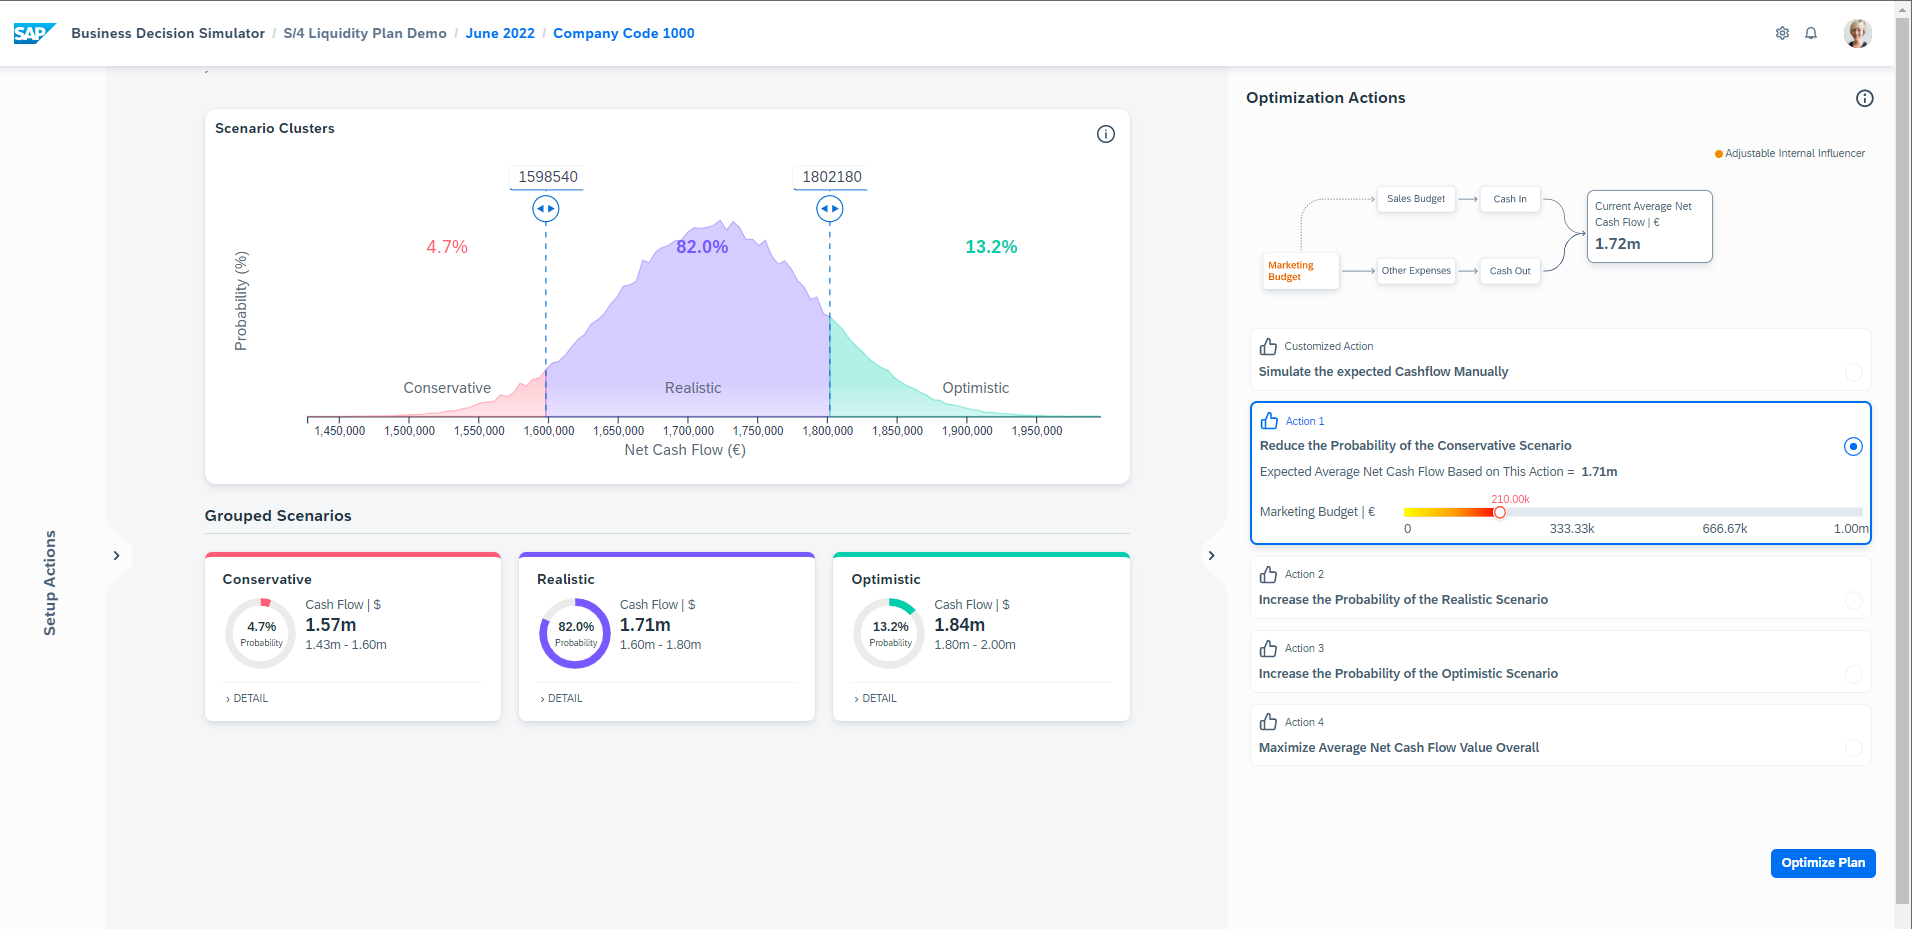 SAP Business Decision Simulator / S/4 Liquidity Plan Demo / June 2022 / Company Code 1000
Setup Actions
Scenario Clusters
1598540
1802180
4.7%
82.0%
13.2%
Probability (%)
Conservative
Realistic
Optimistic
1,450,000 1,500,000 1,550,000 1,600,000 1,650,000 1,700,000 1,750,000 1,800,000 1,850,000 1,900,000 1,950,000
Net Cash Flow (€)
Grouped Scenarios
Conservative
4.7%
Probability
Cash Flow | $
1.57m
1.43m - 1.60m
› DETAIL
Realistic
82.0%
Probability
Cash Flow | $
1.71m
1.60m - 1.80m
› DETAIL
Optimistic
13.2%
Probability
Cash Flow | $
1.84m
1.80m - 2.00m
› DETAIL
Optimization Actions
Adjustable Internal Influencer
Sales Budget
Cash In
Marketing
Budget
Other Expenses
Cash Out
Current Average Net
Cash Flow | €
1.72m
Customized Action
Simulate the expected Cashflow Manually
Action 1
Reduce the Probability of the Conservative Scenario
Expected Average Net Cash Flow Based on This Action = 1.71m
210.00k
Marketing Budget | €
0 333.33k 666.67k 1.00m
Action 2
Increase the Probability of the Realistic Scenario
Action 3
Increase the Probability of the Optimistic Scenario
Action 4
Maximize Average Net Cash Flow Value Overall
Optimize Plan